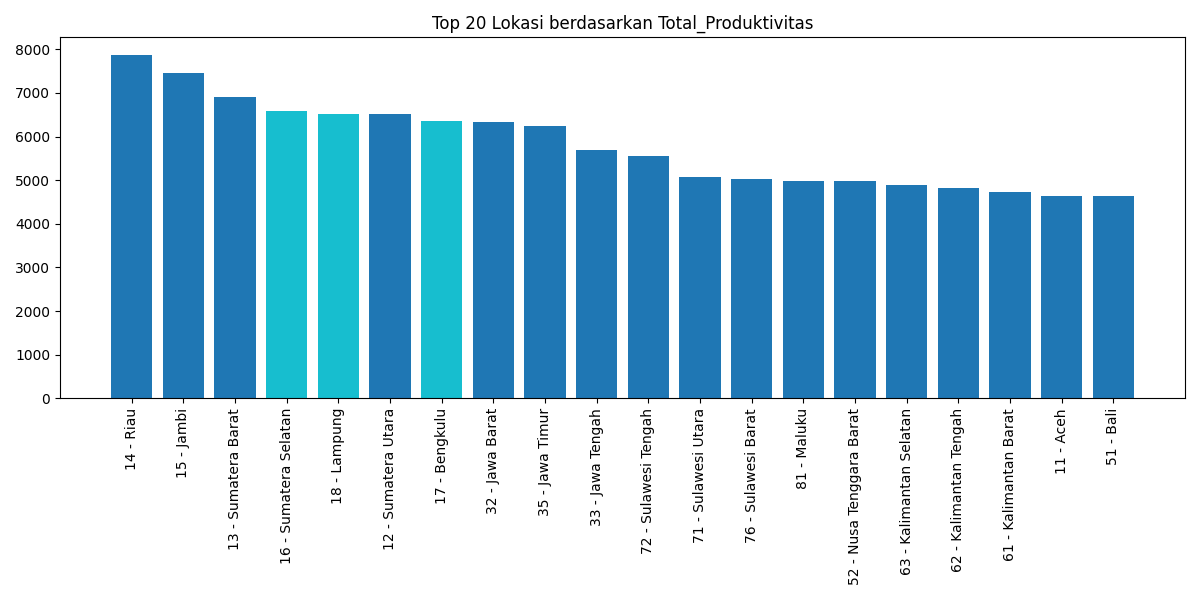 Top 20 Lokasi berdasarkan Total_Produktivitas
8000
7000
6000
5000
4000
3000
2000
1000
0
14 - Riau
15 - Jambi
13 - Sumatera Barat
16 - Sumatera Selatan
18 - Lampung
12 - Sumatera Utara
17 - Bengkulu
32 - Jawa Barat
35 - Jawa Timur
33 - Jawa Tengah
72 - Sulawesi Tengah
71 - Sulawesi Utara
76 - Sulawesi Barat
81 - Maluku
52 - Nusa Tenggara Barat
63 - Kalimantan Selatan
62 - Kalimantan Tengah
61 - Kalimantan Barat
11 - Aceh
51 - Bali